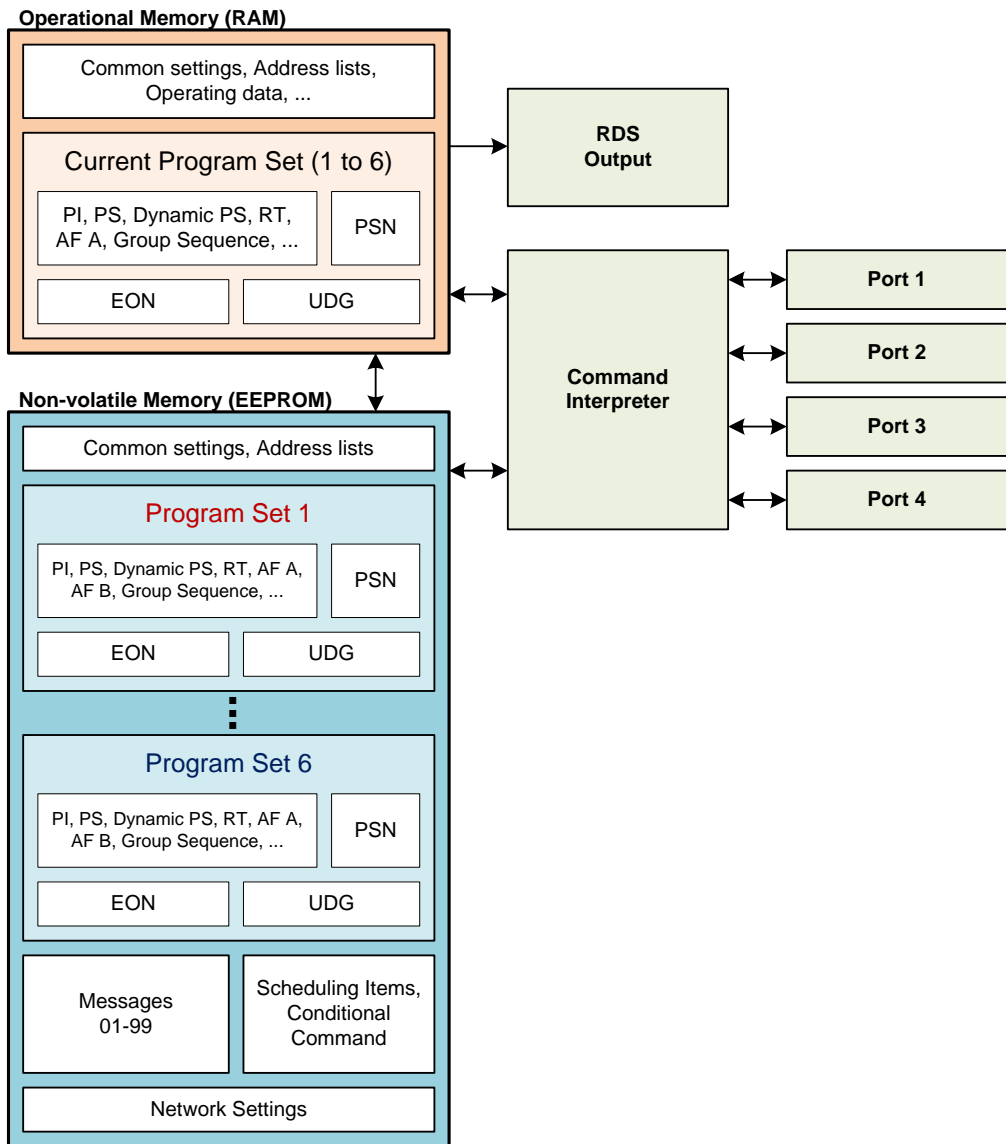 Operational Memory (RAM)
Common settings, Address lists,
Operating data, ...
Current Program Set (1 to 6)
PI, PS, Dynamic PS, RT,
AF A, Group Sequence, ...
PSN
EON
UDG
RDS
Output
Command
Interpreter
Port 1
Port 2
Port 3
Port 4
Non-volatile Memory (EEPROM)
Common settings, Address lists
Program Set 1
PI, PS, Dynamic PS, RT, AF A,
AF B, Group Sequence, ...
PSN
EON
UDG
Program Set 6
PI, PS, Dynamic PS, RT, AF A,
AF B, Group Sequence, ...
PSN
EON
UDG
Messages
01-99
Scheduling Items,
Conditional
Command
Network Settings